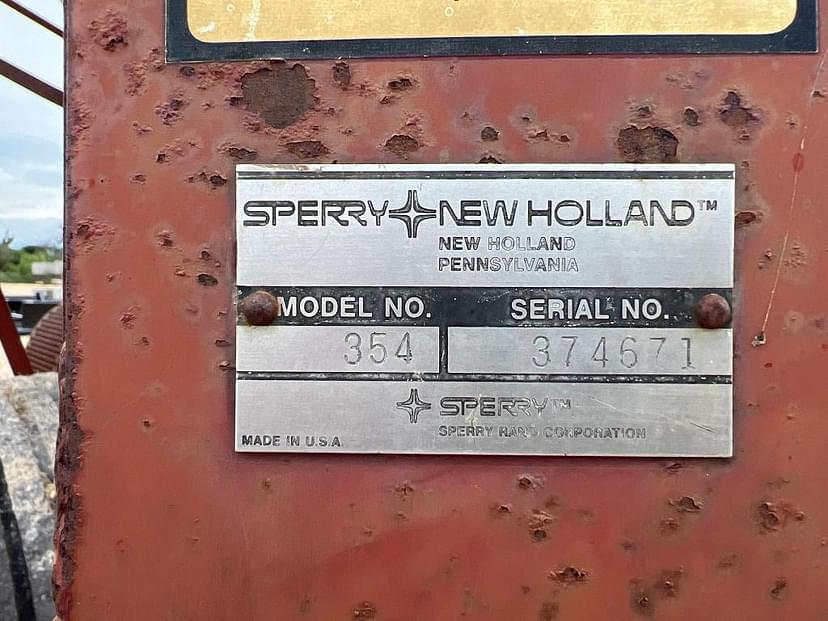 SPERRY NEW HOLLAND™
NEW HOLLAND
PENNSYLVANIA
MODEL NO. SERIAL NO.
354 374671
SPERRY™
MADE IN U.S.A. SPERRY RAND CORPORATION